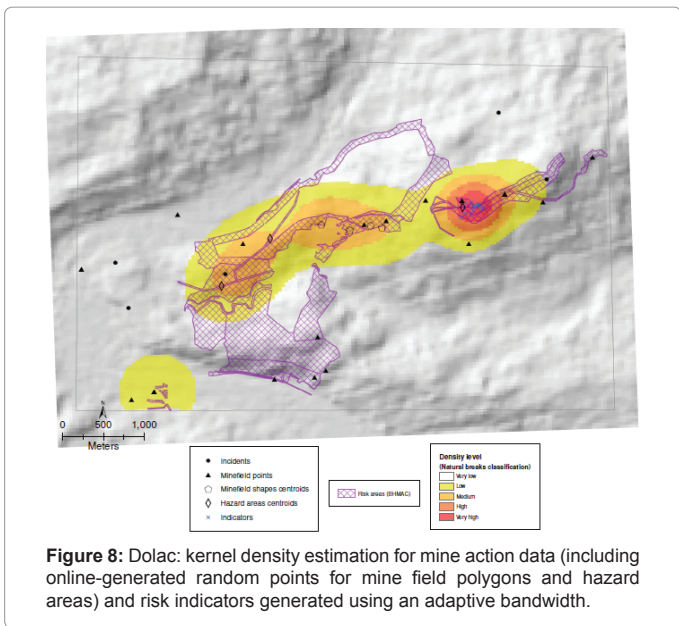 0 500 1,000
Meters
Incidents
Minefield points
Minefield shapes centroids
Hazard areas centroids
Indicators
Risk areas (BHMAC)
Density level
(Natural breaks classification)
Very low
Low
Medium
High
Very high
Figure 8: Dolac: kernel density estimation for mine action data (including
online-generated random points for mine field polygons and hazard
areas) and risk indicators generated using an adaptive bandwidth.